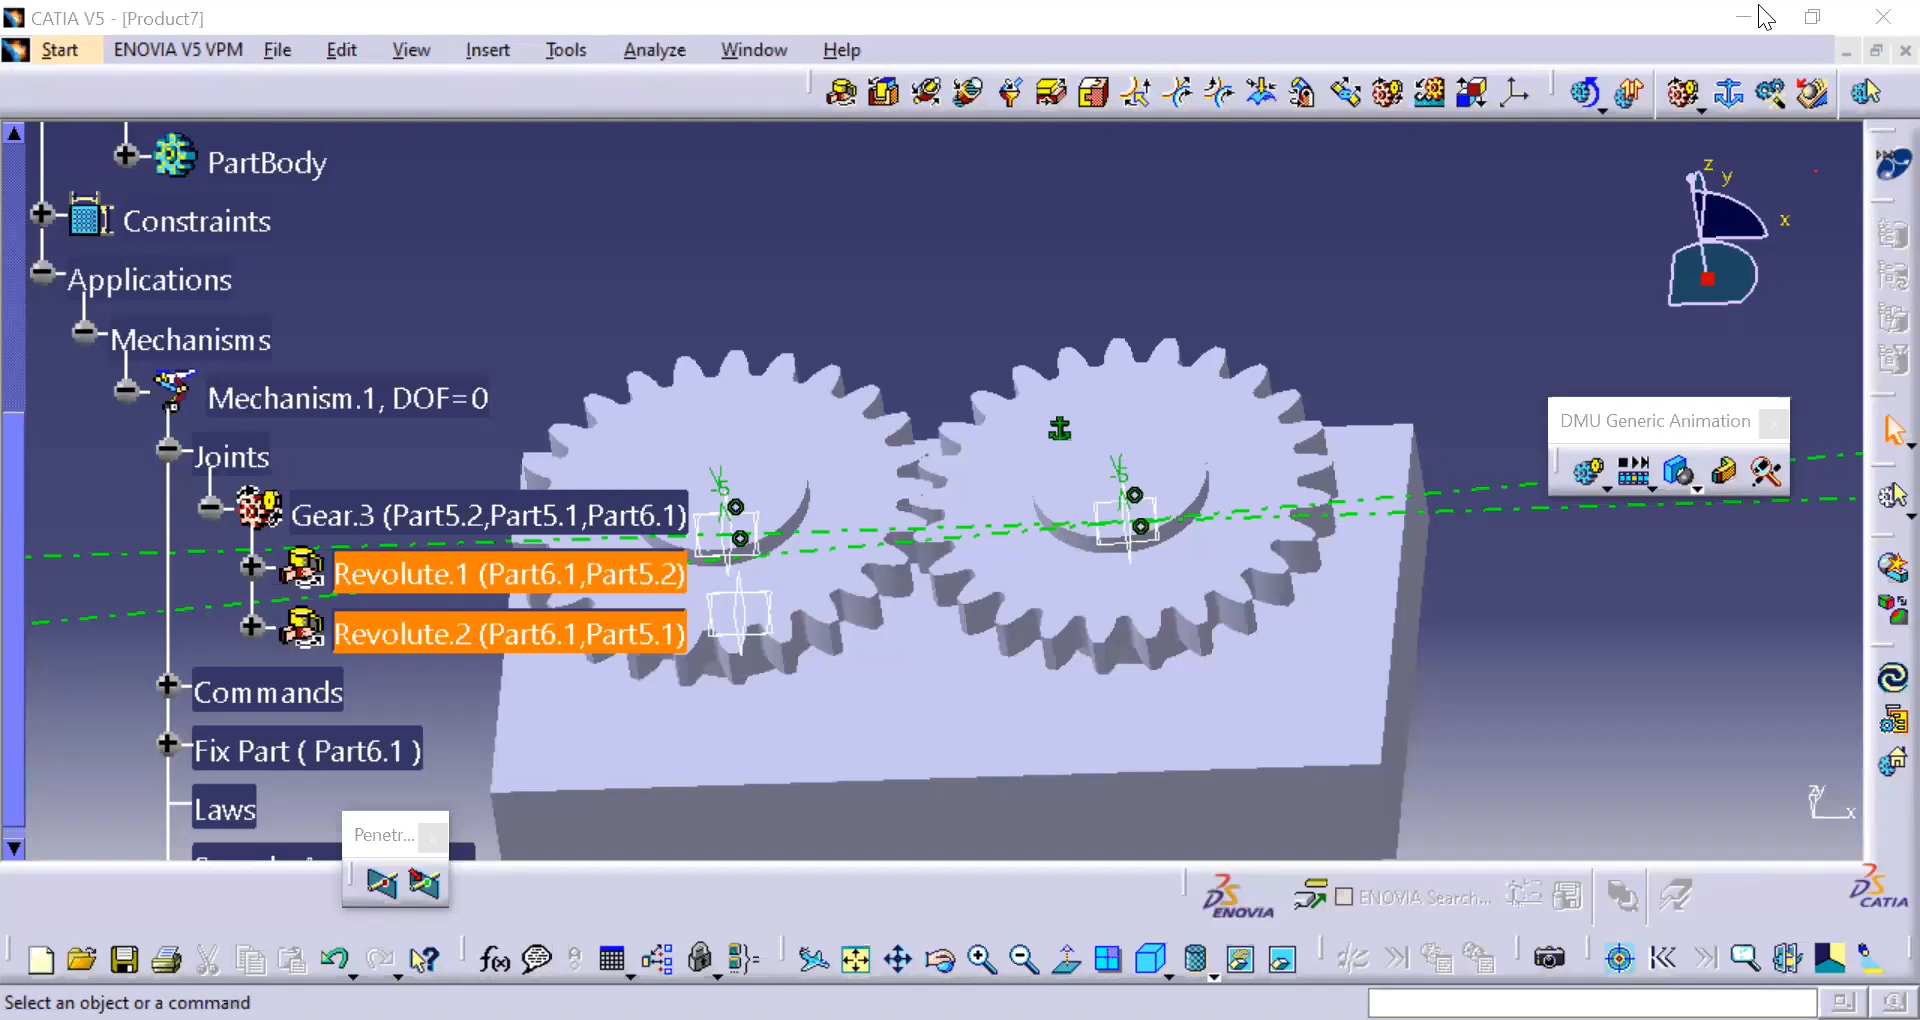 CATIA V5 - [Product7]
Start ENOVIA V5 VPM File Edit View Insert Tools Analyze Window Help
PartBody
Constraints
Applications
Mechanisms
Mechanism.1, DOF=0
Joints
Gear.3 (Part5.2,Part5.1,Part6.1)
Revolute.1 (Part6.1,Part5.2)
Revolute.2 (Part6.1,Part5.1)
Commands
Fix Part ( Part6.1 )
Laws
z
y
x
DMU Generic Animation
Penetr...
x
ENOVIA
ENOVIA Search...
CATIA
f(x)
Select an object or a command